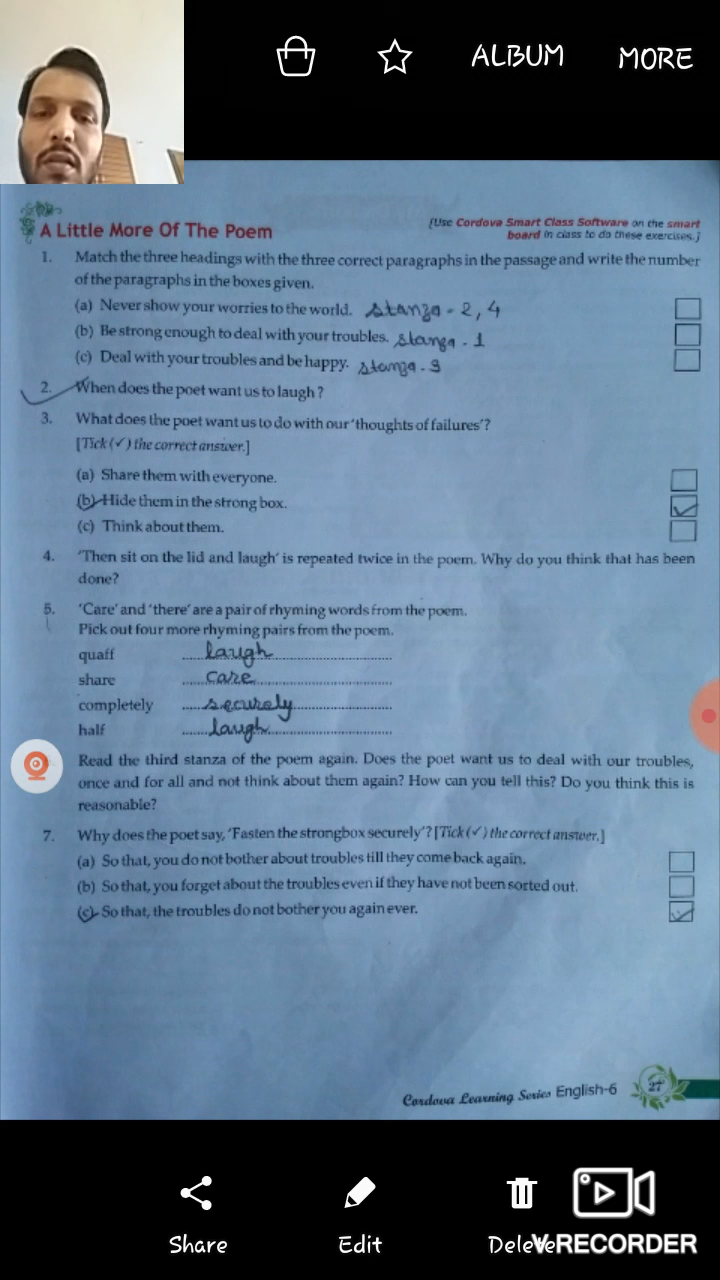 ALBUM MORE
A Little More Of The Poem
[Use Cordova Smart Class Software on the smart
board in class to do these exercises.]
1. Match the three headings with the three correct paragraphs in the passage and write the number
of the paragraphs in the boxes given.
(a) Never show your worries to the world. stanza - 2, 4
(b) Be strong enough to deal with your troubles. stanza - 1
(c) Deal with your troubles and be happy. stanza - 3
2. When does the poet want us to laugh?
3. What does the poet want us to do with our 'thoughts of failures'?
[Tick (✓) the correct answer.]
(a) Share them with everyone.
(b) Hide them in the strong box. ✓
(c) Think about them.
4. 'Then sit on the lid and laugh' is repeated twice in the poem. Why do you think that has been
done?
5. 'Care' and 'there' are a pair of rhyming words from the poem.
Pick out four more rhyming pairs from the poem.
quaff laugh
share care
completely securely
half laugh
Read the third stanza of the poem again. Does the poet want us to deal with our troubles,
once and for all and not think about them again? How can you tell this? Do you think this is
reasonable?
7. Why does the poet say, 'Fasten the strongbox securely'? [Tick (✓) the correct answer.]
(a) So that, you do not bother about troubles till they come back again.
(b) So that, you forget about the troubles even if they have not been sorted out.
(c) So that, the troubles do not bother you again ever. ✓
Cordova Learning Series English-6 27
Share Edit Delete V-RECORDER